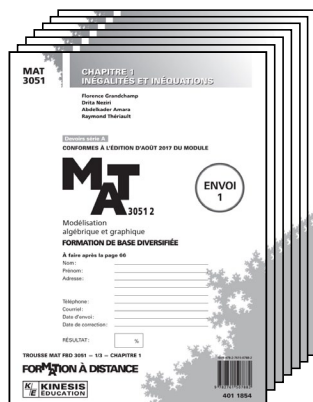 MAT
3051
CHAPITRE 1
INÉGALITÉS ET INÉQUATIONS
Florence Grandchamp
Drita Neziri
Abdelkader Amara
Raymond Thériault
Devoirs série A
CONFORMES À L'ÉDITION D'AOÛT 2017 DU MODULE
MAT
3051 2
ENVOI
1
Modélisation
algébrique et graphique
FORMATION DE BASE DIVERSIFIÉE
À faire après la page 66
Nom :
Prénom :
Adresse :
Téléphone :
Courriel :
Date d'envoi :
Date de correction :
RÉSULTAT :
%
TROUSSE MAT FBD 3051 – 1/3 – CHAPITRE 1
FORMATION À DISTANCE
K E KINESIS
ÉDUCATION
401 1854